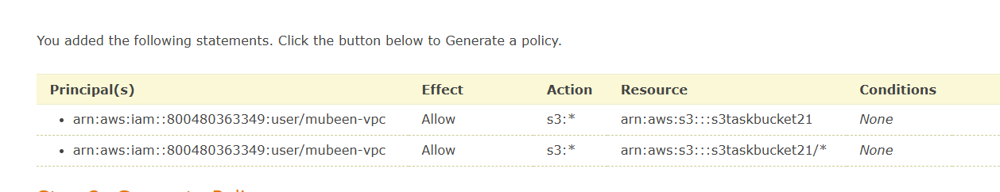 You added the following statements. Click the button below to Generate a policy.
Principal(s) Effect Action Resource Conditions
• arn:aws:iam::800480363349:user/mubeen-vpc Allow s3:* arn:aws:s3:::s3taskbucket21 None
• arn:aws:iam::800480363349:user/mubeen-vpc Allow s3:* arn:aws:s3:::s3taskbucket21/* None